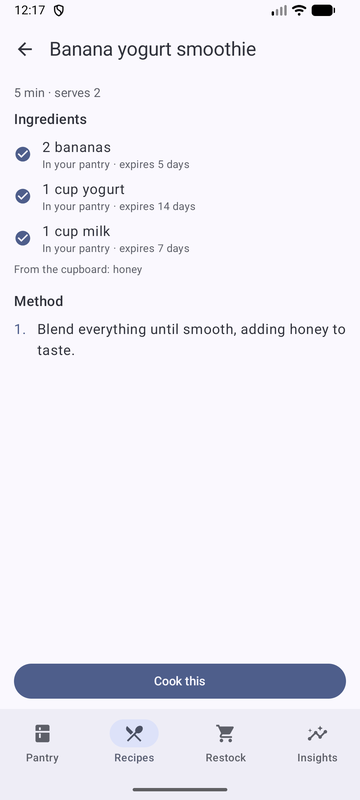 12:17
Banana yogurt smoothie
5 min · serves 2
Ingredients
2 bananas
In your pantry · expires 5 days
1 cup yogurt
In your pantry · expires 14 days
1 cup milk
In your pantry · expires 7 days
From the cupboard: honey
Method
1. Blend everything until smooth, adding honey to
taste.
Cook this
Pantry Recipes Restock Insights